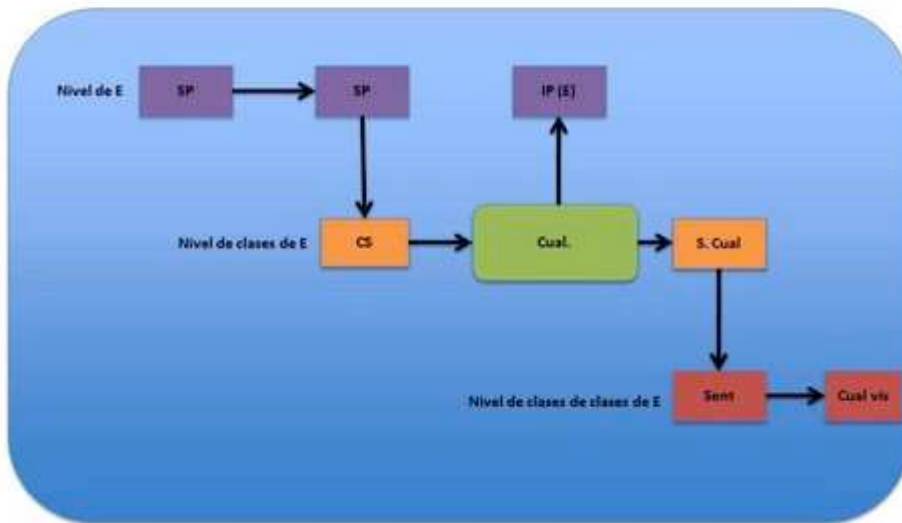 Nivel de E SP SP IP (E)
Nivel de clases de E CS Cual. S. Cual
Nivel de clases de clases de E Sent Cual vis